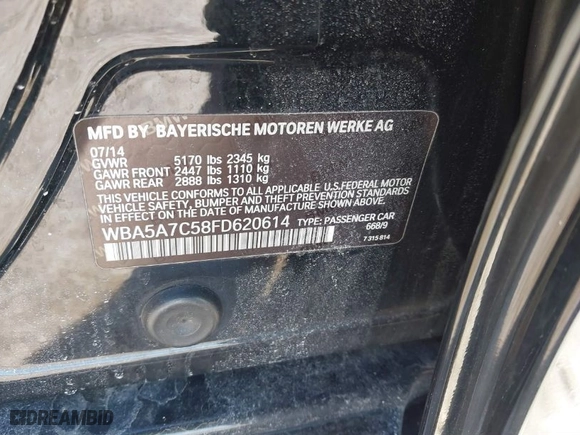 MFD BY BAYERISCHE MOTOREN WERKE AG
07/14
GVWR 5170 lbs 2345 kg
GAWR FRONT 2447 lbs 1110 kg
GAWR REAR 2888 lbs 1310 kg
THIS VEHICLE CONFORMS TO ALL APPLICABLE U.S.FEDERAL MOTOR
VEHICLE SAFETY, BUMPER AND THEFT PREVENTION STANDARDS
IN EFFECT ON THE DATE OF MANUFACTURE SHOWN ABOVE.
WBA5A7C58FD620614 TYPE: PASSENGER CAR
668/9
7 315 814
DREAMBID